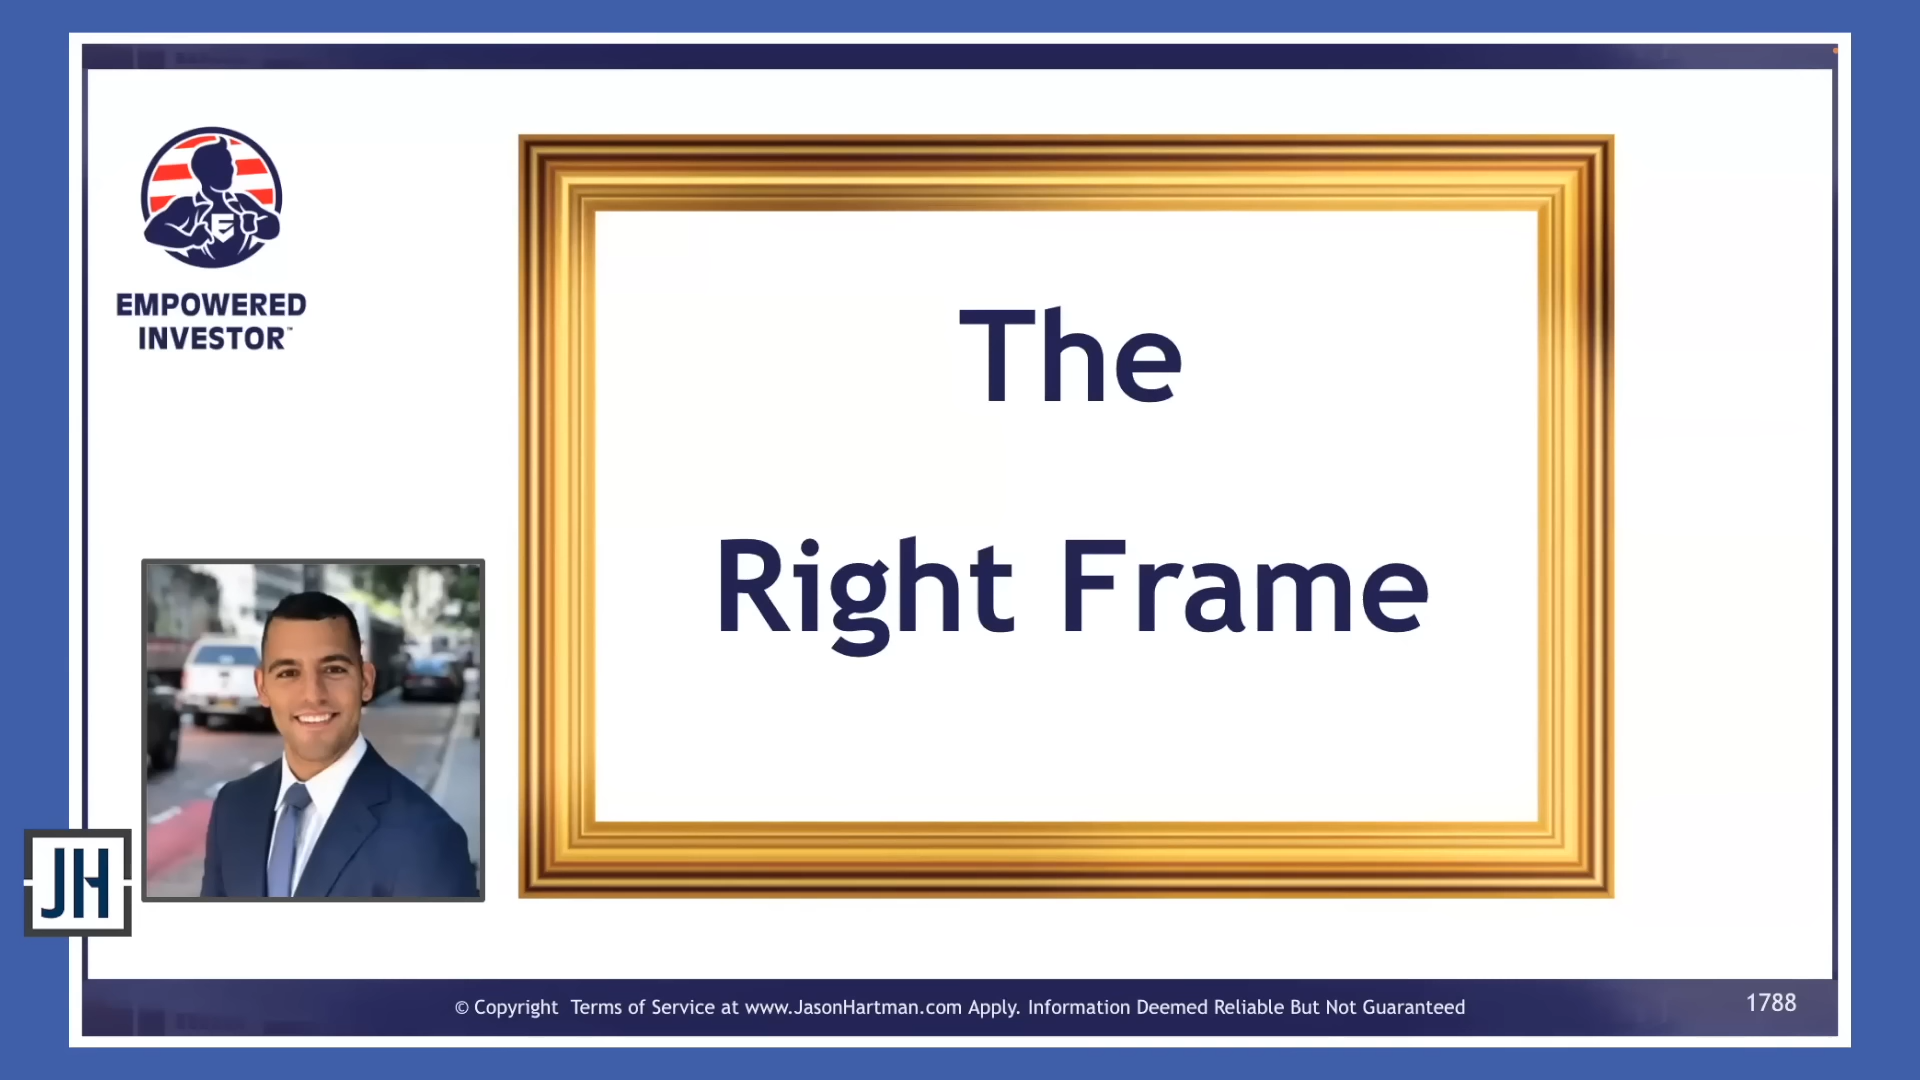 EMPOWERED
INVESTOR™
The
Right Frame
JH
© Copyright Terms of Service at www.JasonHartman.com Apply. Information Deemed Reliable But Not Guaranteed
1788